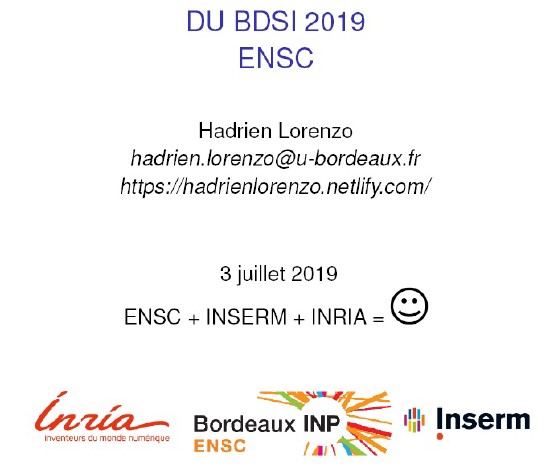 DU BDSI 2019
ENSC
Hadrien Lorenzo
hadrien.lorenzo@u-bordeaux.fr
https://hadrienlorenzo.netlify.com/
3 juillet 2019
ENSC + INSERM + INRIA = ☺
Inria
inventeurs du monde numérique
Bordeaux INP
ENSC
Inserm